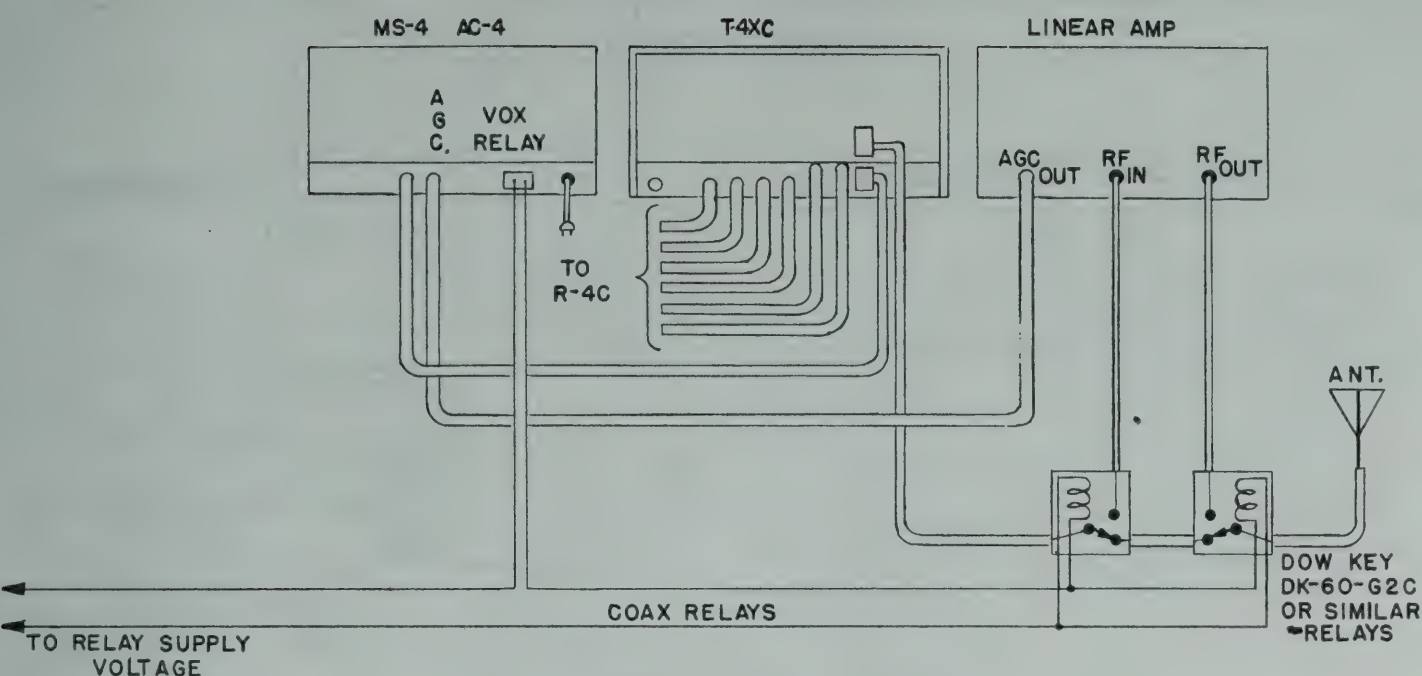 MS-4 AC-4
T-4XC
LINEAR AMP
A
G
C.
VOX
RELAY
AGC
OUT
RF
IN
RF
OUT
TO
R-4C
ANT.
DOW KEY
DK-60-G2C
OR SIMILAR
RELAYS
COAX RELAYS
TO RELAY SUPPLY
VOLTAGE